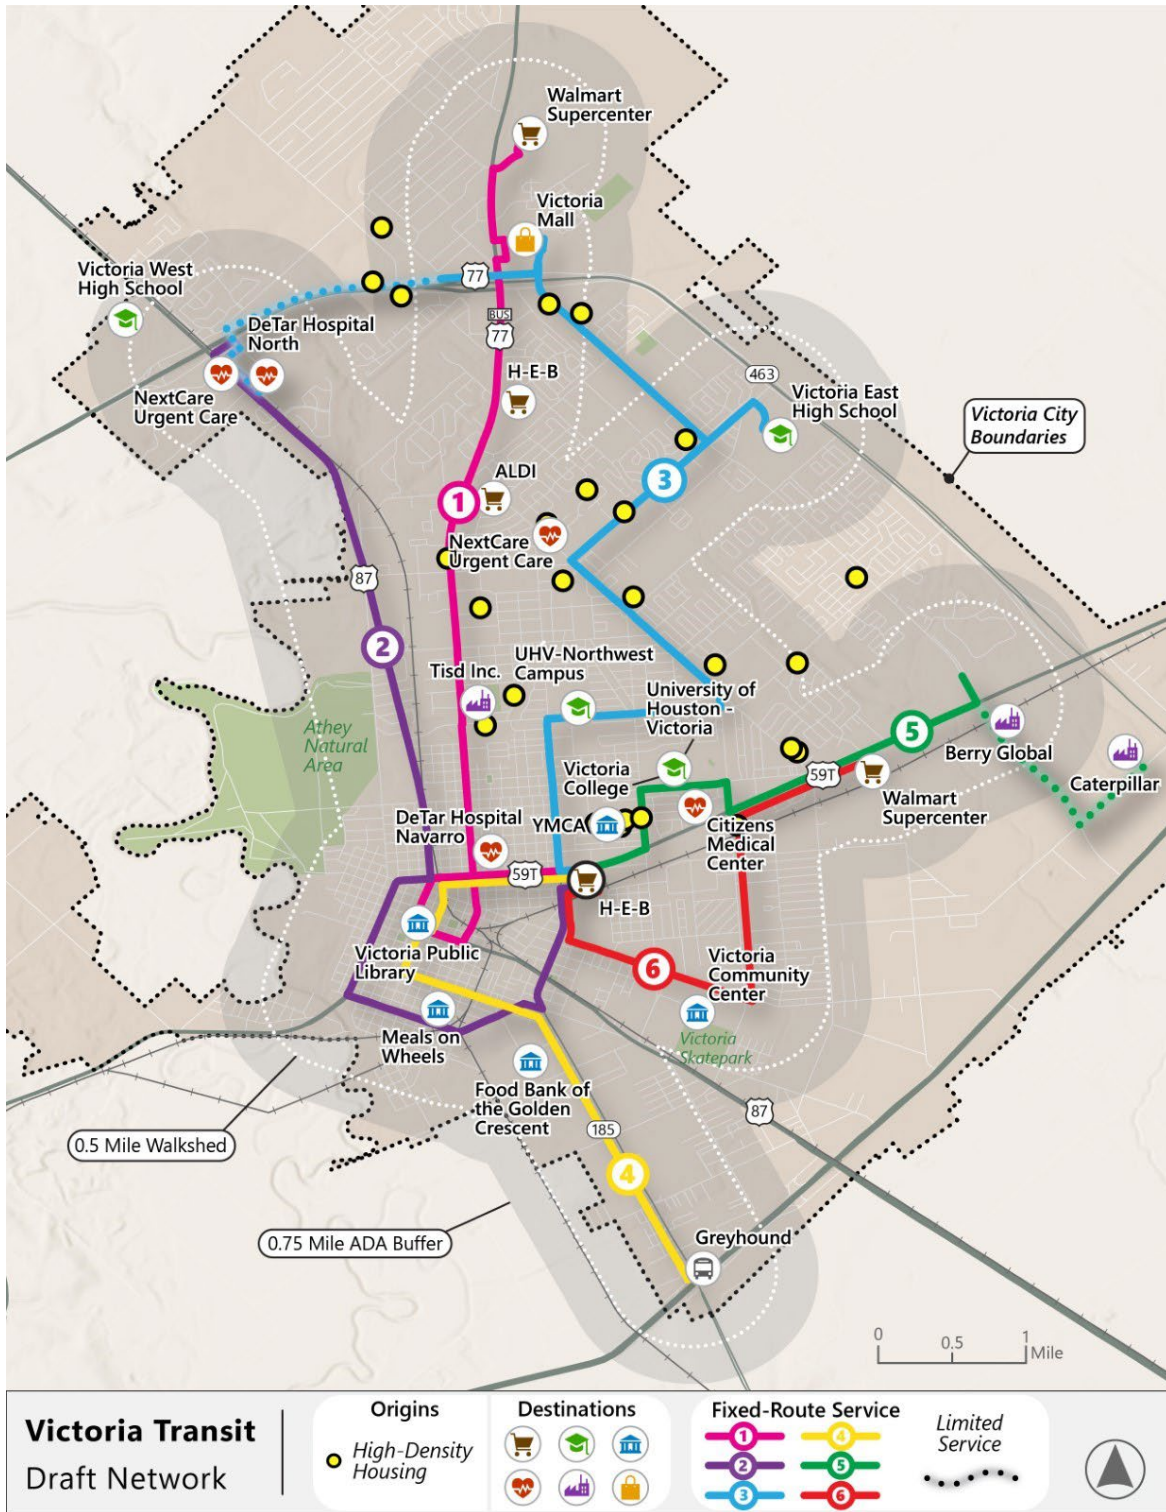 Walmart
Supercenter
Victoria
Mall
77
Victoria West
High School
DeTar Hospital
North
BUS
77
H-E-B
463
NextCare
Urgent Care
Victoria East
High School
Victoria City
Boundaries
ALDI
3
1
NextCare
Urgent Care
87
2
UHV-Northwest
Campus
Tisd Inc.
University of
Houston -
Victoria
Athey
Natural
Area
5
Berry Global
Victoria
College
59T
Caterpillar
Walmart
Supercenter
DeTar Hospital
Navarro
YMCA
Citizens
Medical
Center
59T
H-E-B
Victoria Public
Library
6
Victoria
Community
Center
Meals on
Wheels
Victoria
Skatepark
Food Bank of
the Golden
Crescent
87
185
0.5 Mile Walkshed
4
0.75 Mile ADA Buffer
Greyhound
0 0.5 1
Mile
Victoria Transit
Draft Network
Origins
High-Density
Housing
Destinations
Fixed-Route Service
1 4
2 5
3 6
Limited
Service